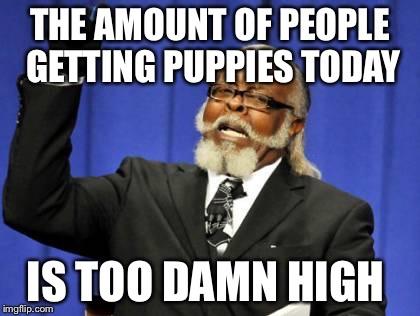 THE AMOUNT OF PEOPLE
GETTING PUPPIES TODAY
IS TOO DAMN HIGH
imgflip.com